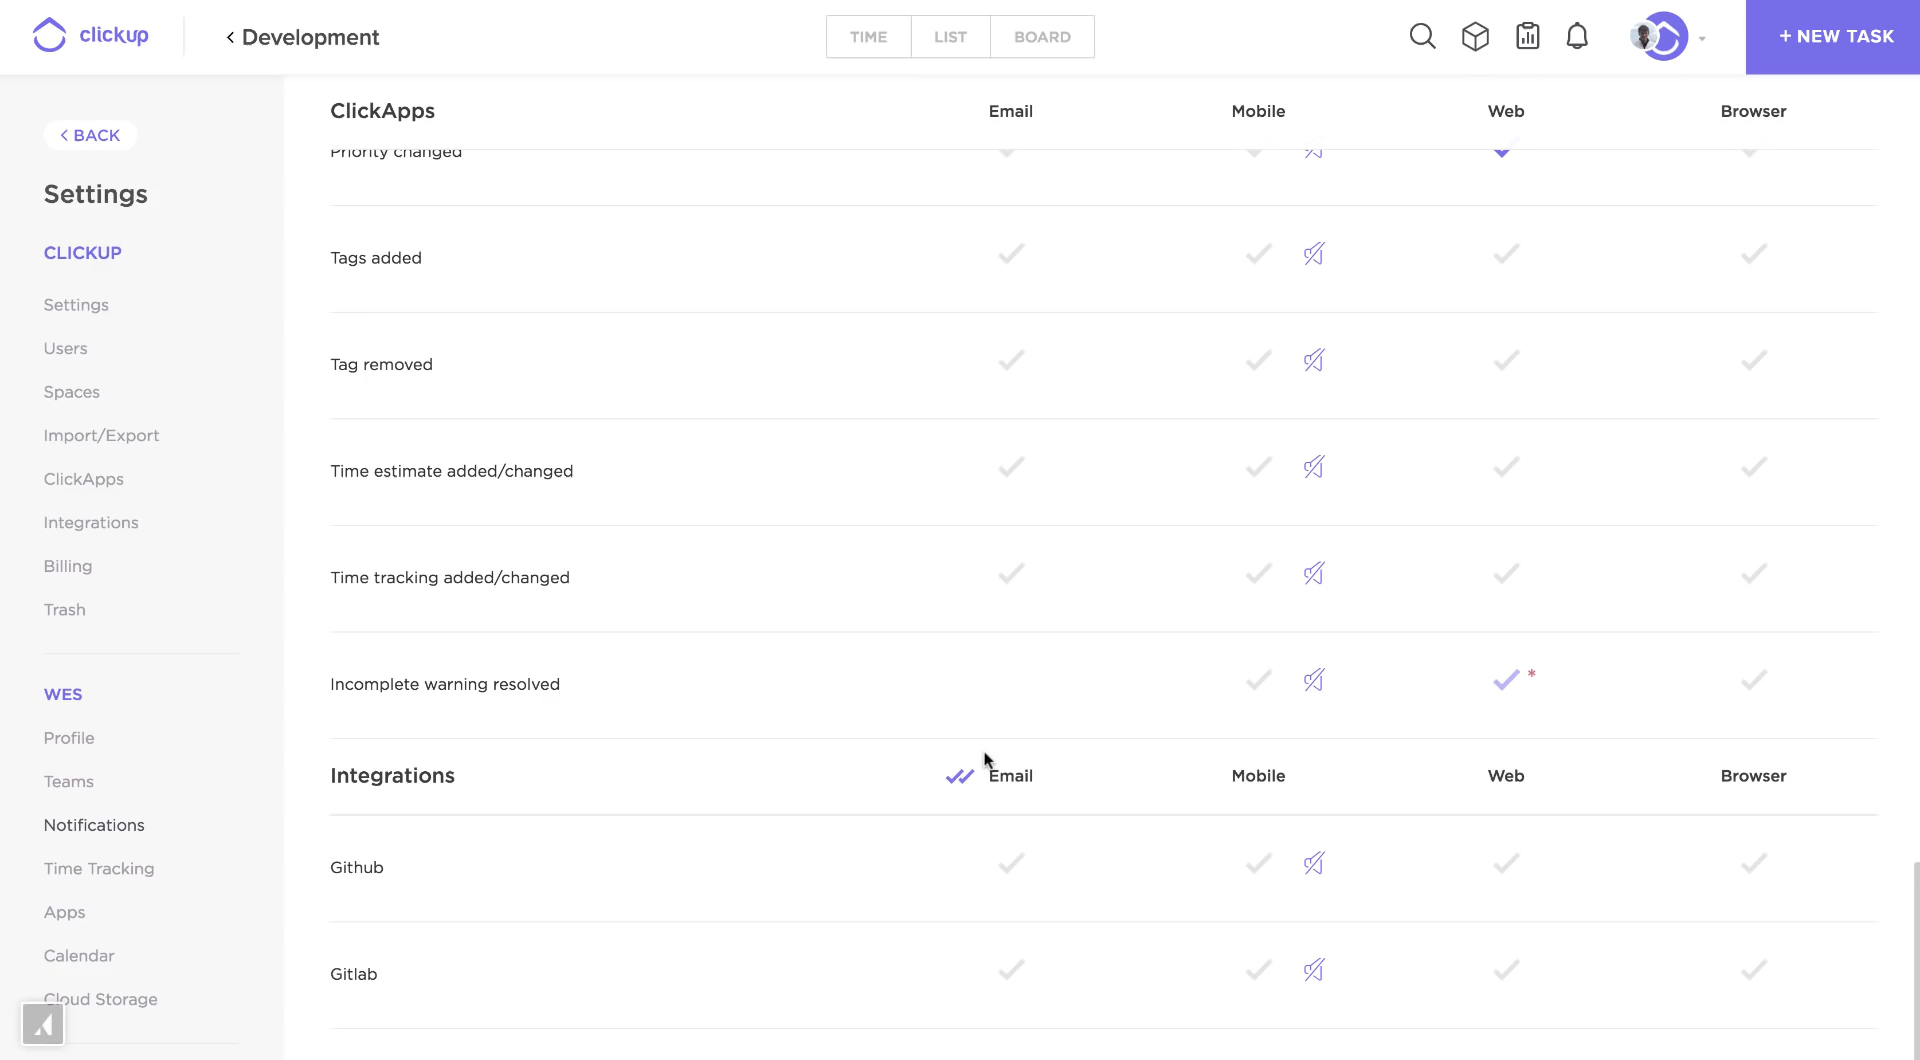 clickup
Development
TIME
LIST
BOARD
+ NEW TASK
BACK
Settings
CLICKUP
Settings
Users
Spaces
Import/Export
ClickApps
Integrations
Billing
Trash
WES
Profile
Teams
Notifications
Time Tracking
Apps
Calendar
Cloud Storage
ClickApps Email Mobile Web Browser
Priority changed
Tags added
Tag removed
Time estimate added/changed
Time tracking added/changed
Incomplete warning resolved *
Integrations Email Mobile Web Browser
Github
Gitlab